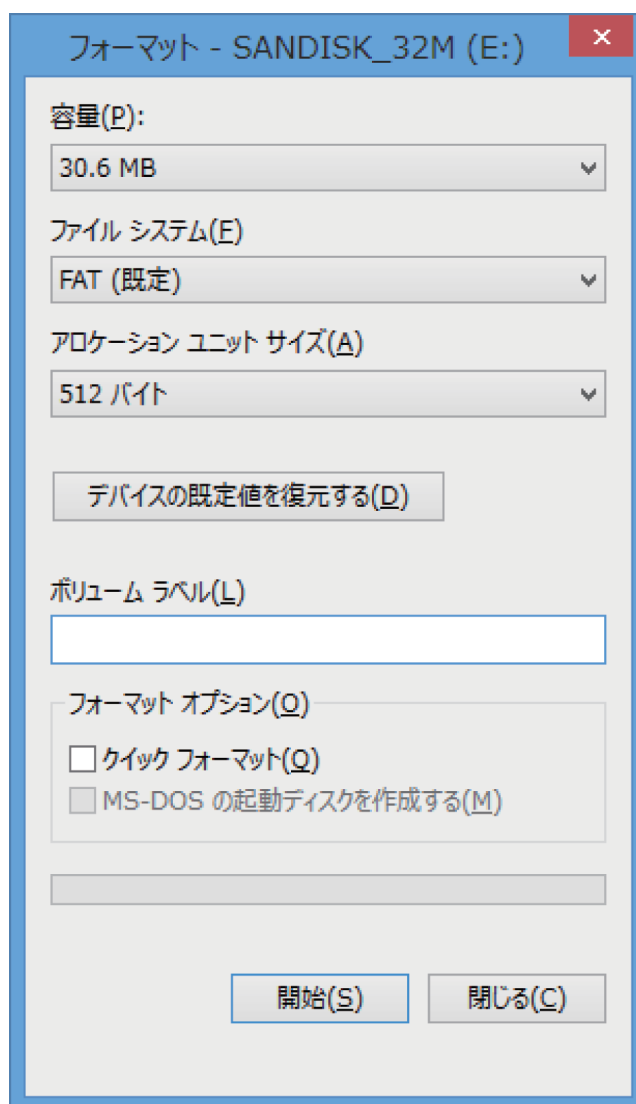 フォーマット - SANDISK_32M (E:)
容量(P):
30.6 MB
ファイル システム(F)
FAT (既定)
アロケーション ユニット サイズ(A)
512 バイト
デバイスの既定値を復元する(D)
ボリューム ラベル(L)
フォーマット オプション(O)
クイック フォーマット(Q)
MS-DOS の起動ディスクを作成する(M)
開始(S)
閉じる(C)